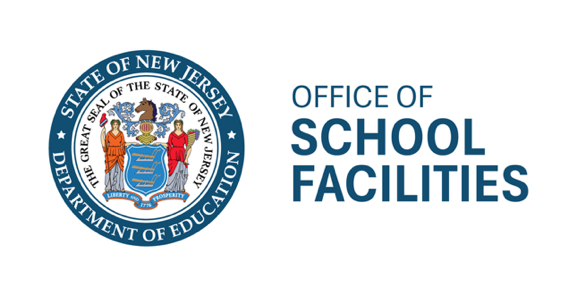 STATE OF NEW JERSEY
DEPARTMENT OF EDUCATION
THE GREAT SEAL OF THE STATE OF NEW JERSEY
LIBERTY AND PROSPERITY
1776
OFFICE OF
SCHOOL
FACILITIES